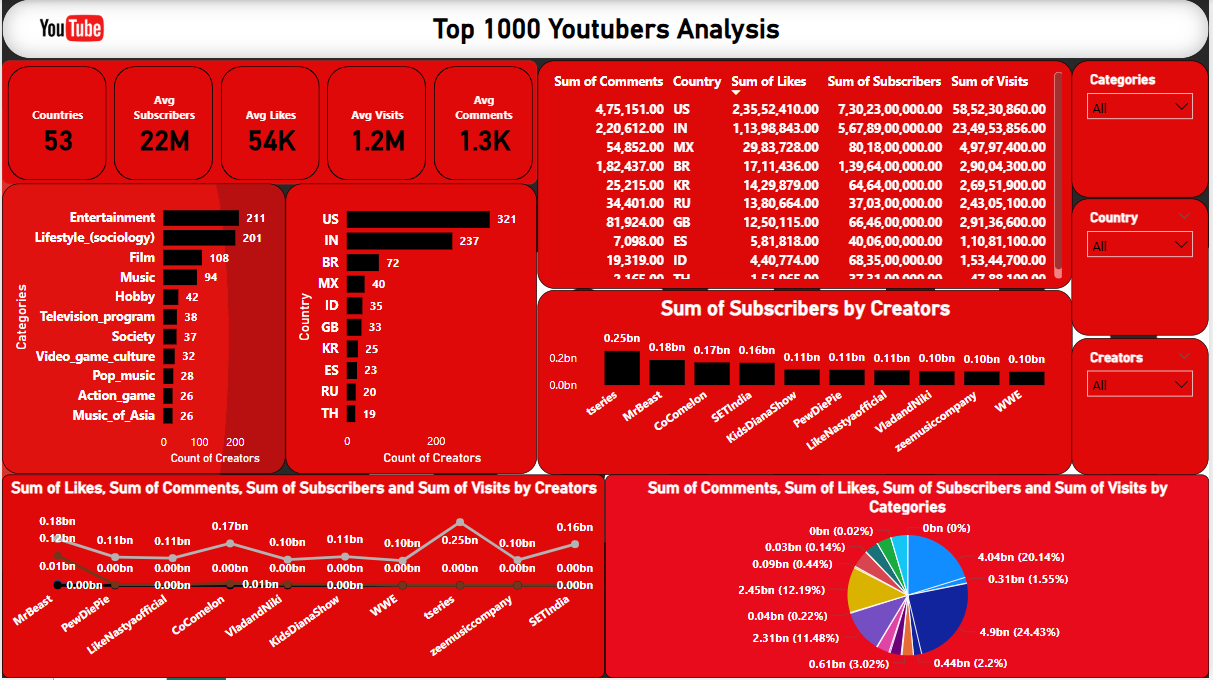 YouTube
Top 1000 Youtubers Analysis
Countries
53
Avg
Subscribers
22M
Avg Likes
54K
Avg Visits
1.2M
Avg
Comments
1.3K
Sum of Comments Country Sum of Likes Sum of Subscribers Sum of Visits
4,75,151.00 US 2,35,52,410.00 7,30,23,00,000.00 58,52,30,860.00
2,20,612.00 IN 1,13,98,843.00 5,67,89,00,000.00 23,49,53,856.00
54,852.00 MX 29,83,728.00 80,18,00,000.00 4,97,97,400.00
1,82,437.00 BR 17,11,436.00 1,39,64,00,000.00 2,90,04,300.00
25,215.00 KR 14,29,879.00 64,64,00,000.00 2,69,51,900.00
34,401.00 RU 13,80,664.00 37,03,00,000.00 2,43,05,100.00
81,924.00 GB 12,50,115.00 66,46,00,000.00 2,91,36,600.00
7,098.00 ES 5,81,818.00 40,06,00,000.00 1,10,81,100.00
19,319.00 ID 4,40,774.00 68,35,00,000.00 1,53,44,700.00
2,165.00 TH 1,51,965.00 37,31,00,000.00 47,88,100.00
Categories
All
Country
All
Creators
All
Categories
Entertainment 211
Lifestyle_(sociology) 201
Film 108
Music 94
Hobby 42
Television_program 38
Society 37
Video_game_culture 32
Pop_music 28
Action_game 26
Music_of_Asia 26
0 100 200
Count of Creators
Country
US 321
IN 237
BR 72
MX 40
ID 35
GB 33
KR 25
ES 23
RU 20
TH 19
0 200
Count of Creators
Sum of Subscribers by Creators
0.2bn
0.0bn
0.25bn 0.18bn 0.17bn 0.16bn 0.11bn 0.11bn 0.11bn 0.10bn 0.10bn 0.10bn
tseries MrBeast CoComelon SETIndia KidsDianaShow PewDiePie LikeNastyaofficial VladandNiki zeemusiccompany WWE
Sum of Likes, Sum of Comments, Sum of Subscribers and Sum of Visits by Creators
0.18bn 0.11bn 0.11bn 0.17bn 0.10bn 0.11bn 0.10bn 0.25bn 0.10bn 0.16bn
0.12bn
0.01bn 0.00bn 0.00bn 0.00bn 0.00bn 0.00bn 0.00bn 0.00bn 0.00bn 0.00bn
0.00bn 0.00bn 0.01bn 0.00bn 0.00bn
MrBeast PewDiePie LikeNastyaofficial CoComelon VladandNiki KidsDianaShow WWE tseries zeemusiccompany SETIndia
Sum of Comments, Sum of Likes, Sum of Subscribers and Sum of Visits by
Categories
0bn (0%)
4.04bn (20.14%)
0.31bn (1.55%)
4.9bn (24.43%)
0.44bn (2.2%)
0.61bn (3.02%)
2.31bn (11.48%)
0.04bn (0.22%)
2.45bn (12.19%)
0.09bn (0.44%)
0.03bn (0.14%)
0bn (0.02%)